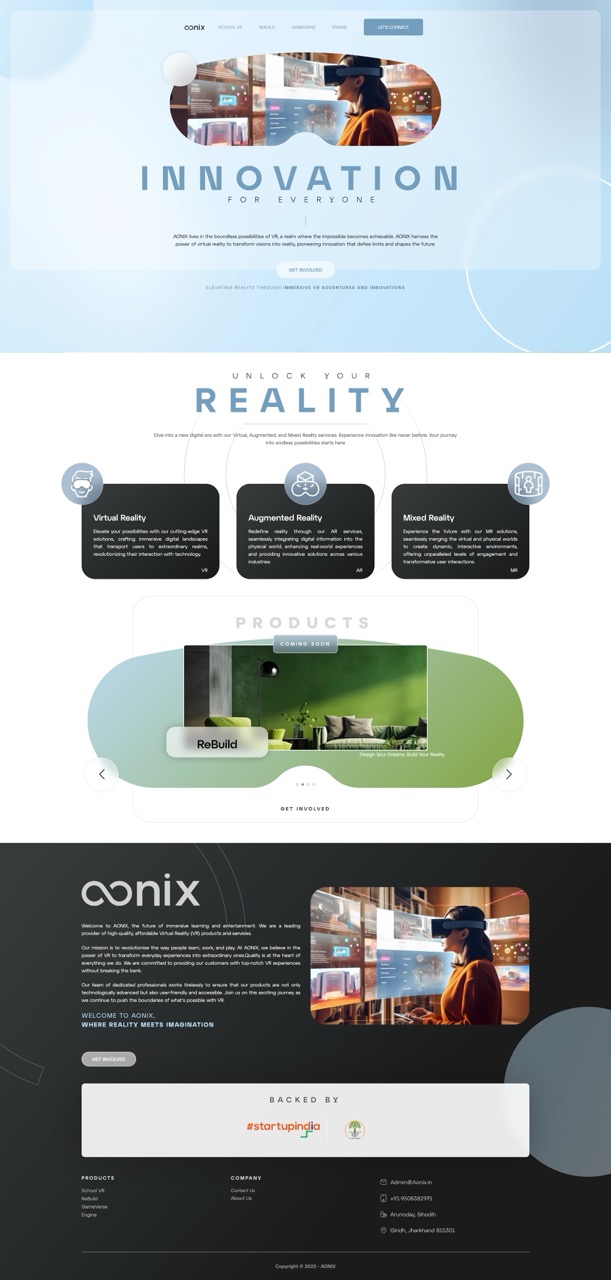 aonix
SCHOOL VR
REBUILD
GAMEVERSE
ENGINE
LET'S CONNECT
INNOVATION
FOR EVERYONE
AONIX lives in the boundless possibilities of VR, a realm where the impossible becomes achievable. AONIX harness the
power of virtual reality to transform visions into reality, pioneering innovation that defies limits and shapes the future.
GET INVOLVED
ELEVATING REALITY THROUGH IMMERSIVE VR ADVENTURES AND INNOVATIONS
UNLOCK YOUR
REALITY
Dive into a new digital era with our Virtual, Augmented, and Mixed Reality services. Experience innovation like never before. Your journey
into endless possibilities starts here
Virtual Reality
Elevate your possibilities with our cutting-edge VR
solutions, crafting immersive digital landscapes
that transport users to extraordinary realms,
revolutionizing their interaction with technology.
VR
Augmented Reality
Redefine reality through our AR services,
seamlessly integrating digital information into the
physical world, enhancing real-world experiences
and providing innovative solutions across various
industries.
AR
Mixed Reality
Experience the future with our MR solutions,
seamlessly merging the virtual and physical worlds
to create dynamic, interactive environments,
offering unparalleled levels of engagement and
transformative user interactions.
MR
PRODUCTS
COMING SOON
ReBuild
Design Your Dreams, Build Your Reality
GET INVOLVED
aonix
Welcome to AONIX, the future of immersive learning and entertainment. We are a leading
provider of high-quality, affordable Virtual Reality (VR) products and services.
Our mission is to revolutionise the way people learn, work, and play. At AONIX, we believe in the
power of VR to transform everyday experiences into extraordinary ones.Quality is at the heart of
everything we do. We are committed to providing our customers with top-notch VR experiences
without breaking the bank.
Our team of dedicated professionals works tirelessly to ensure that our products are not only
technologically advanced but also user-friendly and accessible. Join us on this exciting journey as
we continue to push the boundaries of what's possible with VR.
WELCOME TO AONIX,
WHERE REALITY MEETS IMAGINATION
GET INVOLVED
BACKED BY
#startupindia
PRODUCTS
School VR
ReBuild
GameVerse
Engine
COMPANY
Contact Us
About Us
Admin@Aonix.in
+91-9508382991
Arunoday, Sihodih
Giridh, Jharkhand 815301
Copyright © 2022 - AONIX